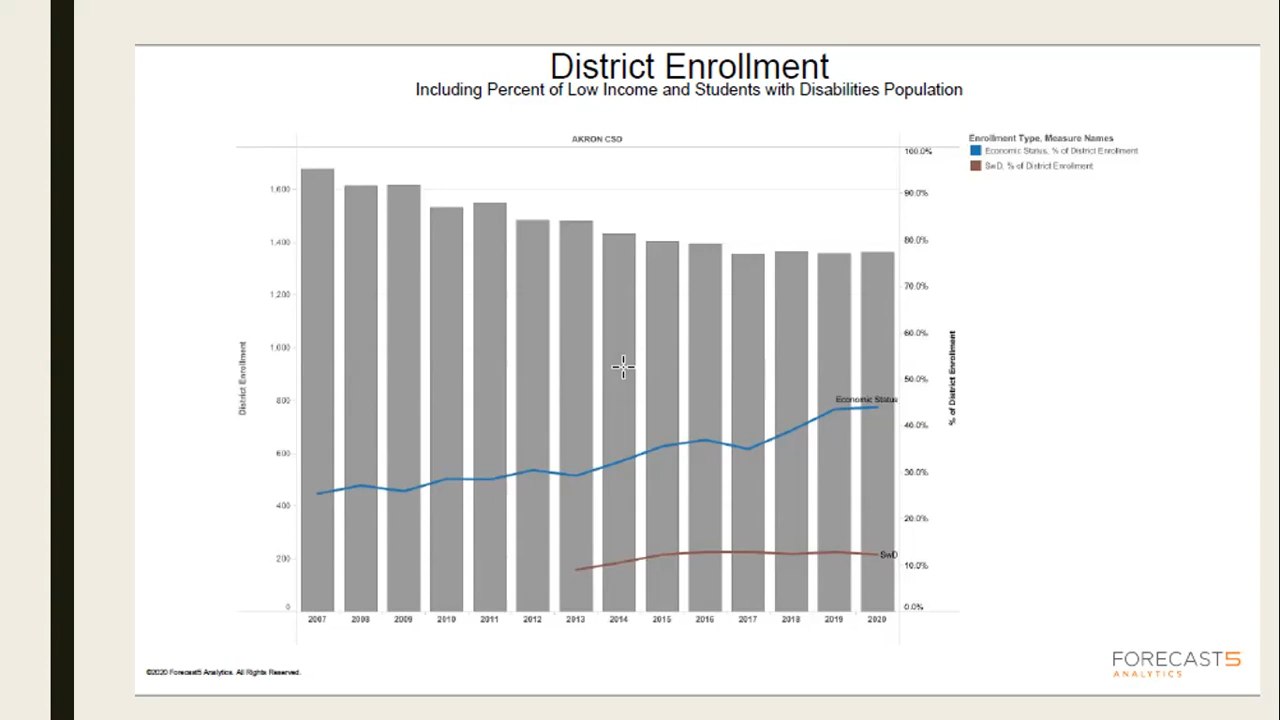 District Enrollment
Including Percent of Low Income and Students with Disabilities Population
AKRON CSD
Enrollment Type, Measure Names
Economic Status, % of District Enrollment
SwD, % of District Enrollment
District Enrollment
1,600
1,400
1,200
1,000
800
600
400
200
0
100.0%
90.0%
80.0%
70.0%
60.0%
50.0%
40.0%
30.0%
20.0%
10.0%
0.0%
% of District Enrollment
Economic Status
SwD
2007 2008 2009 2010 2011 2012 2013 2014 2015 2016 2017 2018 2019 2020
©2020 Forecast5 Analytics. All Rights Reserved.
FORECAST5
ANALYTICS